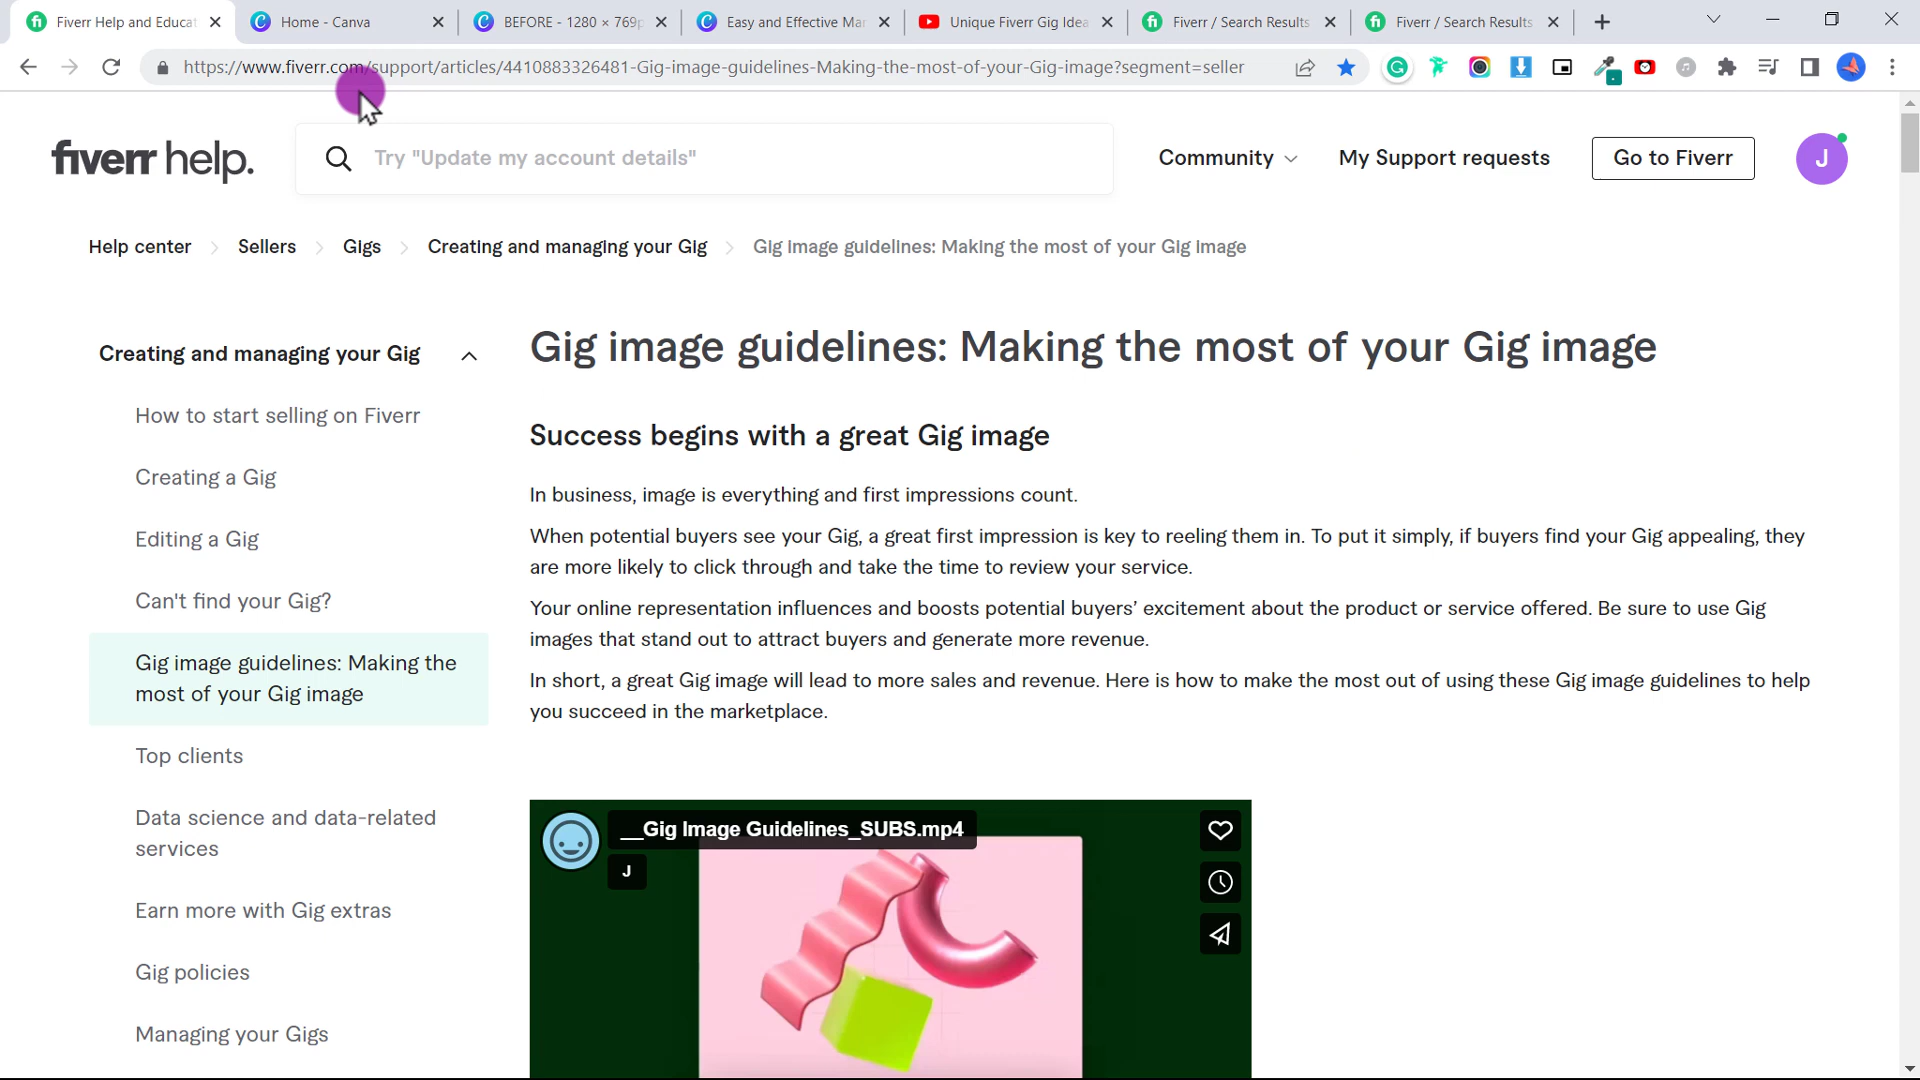 Fiverr Help and Educat
Home - Canva
BEFORE - 1280 × 769p
Easy and Effective Mar
Unique Fiverr Gig Idea
Fiverr / Search Results
Fiverr / Search Results
https://www.fiverr.com/support/articles/4410883326481-Gig-image-guidelines-Making-the-most-of-your-Gig-image?segment=seller
fiverr help.
Try "Update my account details"
Community
My Support requests
Go to Fiverr
J
Help center
Sellers
Gigs
Creating and managing your Gig
Gig image guidelines: Making the most of your Gig image
Creating and managing your Gig
How to start selling on Fiverr
Creating a Gig
Editing a Gig
Can't find your Gig?
Gig image guidelines: Making the
most of your Gig image
Top clients
Data science and data-related
services
Earn more with Gig extras
Gig policies
Managing your Gigs
Gig image guidelines: Making the most of your Gig image
Success begins with a great Gig image
In business, image is everything and first impressions count.
When potential buyers see your Gig, a great first impression is key to reeling them in. To put it simply, if buyers find your Gig appealing, they
are more likely to click through and take the time to review your service.
Your online representation influences and boosts potential buyers’ excitement about the product or service offered. Be sure to use Gig
images that stand out to attract buyers and generate more revenue.
In short, a great Gig image will lead to more sales and revenue. Here is how to make the most out of using these Gig image guidelines to help
you succeed in the marketplace.
__Gig Image Guidelines_SUBS.mp4
J